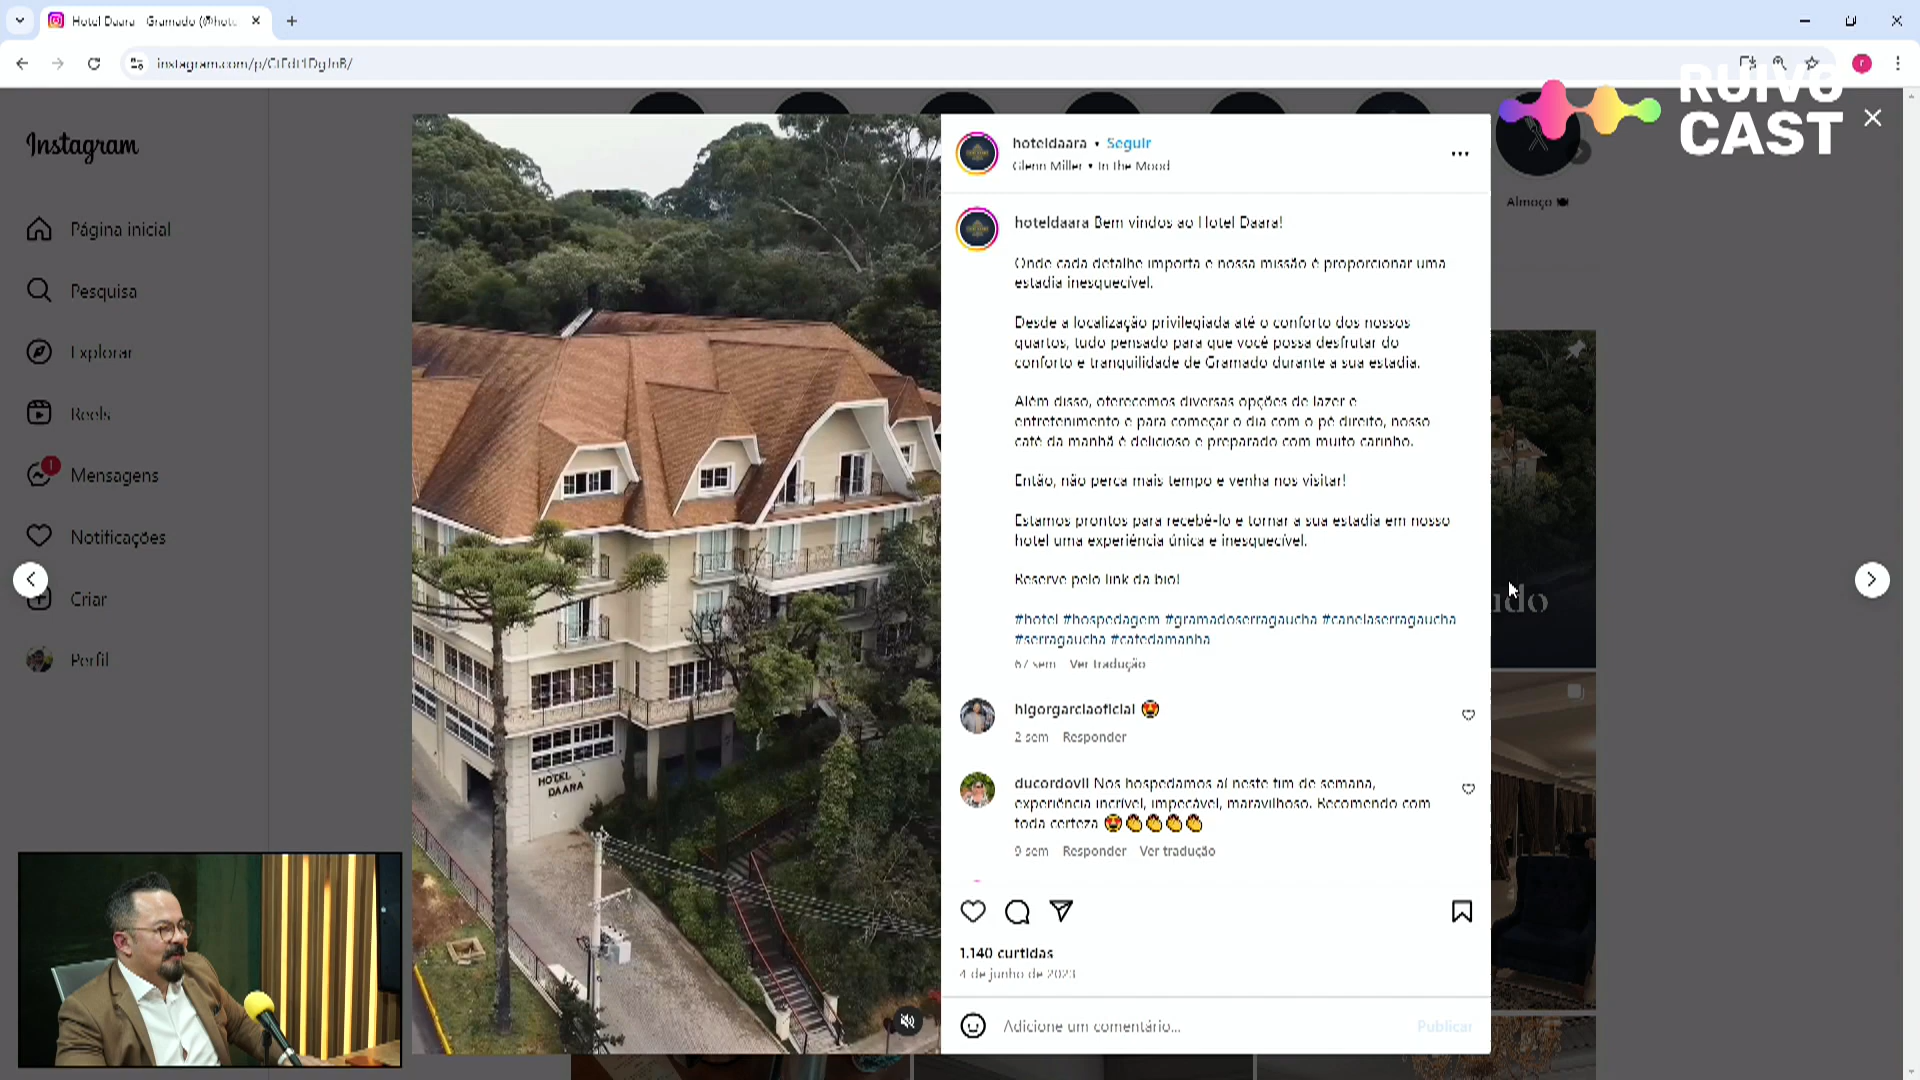 Hotel Daara - Gramado (@hote
instagram.com/p/CtFdt1DgJnB/
RUIVO
CAST
Instagram
Página inicial
Pesquisa
Explorar
Reels
1
Mensagens
Notificações
Criar
Perfil
HOTEL
DAARA
hoteldaara • Seguir
Glenn Miller • In the Mood
hoteldaara Bem vindos ao Hotel Daara!
Onde cada detalhe importa e nossa missão é proporcionar uma
estadia inesquecível.
Desde a localização privilegiada até o conforto dos nossos
quartos, tudo pensado para que você possa desfrutar do
conforto e tranquilidade de Gramado durante a sua estadia.
Além disso, oferecemos diversas opções de lazer e
entretenimento e para começar o dia com o pé direito, nosso
café da manhã é delicioso e preparado com muito carinho.
Então, não perca mais tempo e venha nos visitar!
Estamos prontos para recebê-lo e tornar a sua estadia em nosso
hotel uma experiência única e inesquecível.
Reserve pelo link da bio!
#hotel #hospedagem #gramadoserragaucha #canelaserragaucha
#serragaucha #cafedamanha
67 sem Ver tradução
higorgarciaoficial 😍
2 sem Responder
ducordovil Nos hospedamos aí neste fim de semana,
experiência incrível, impecável, maravilhoso. Recomendo com
toda certeza 😍👏👏👏👏
9 sem Responder Ver tradução
1.140 curtidas
4 de junho de 2023
Adicione um comentário...
Publicar
Almoço 🍽